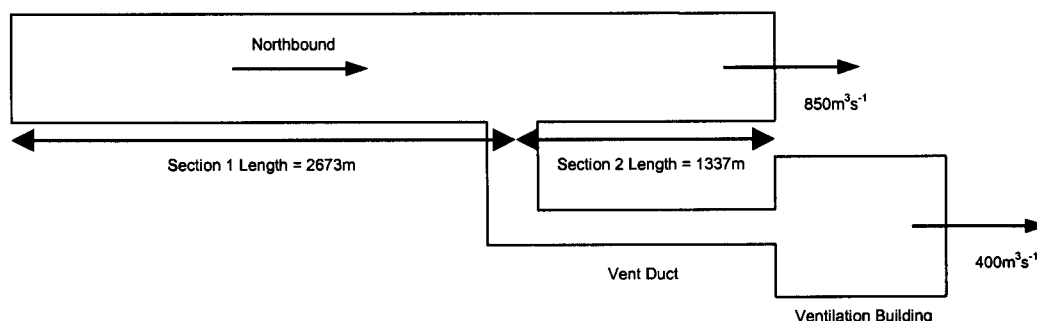 Northbound
850m³s⁻¹
Section 1 Length = 2673m
Section 2 Length = 1337m
400m³s⁻¹
Vent Duct
Ventilation Building